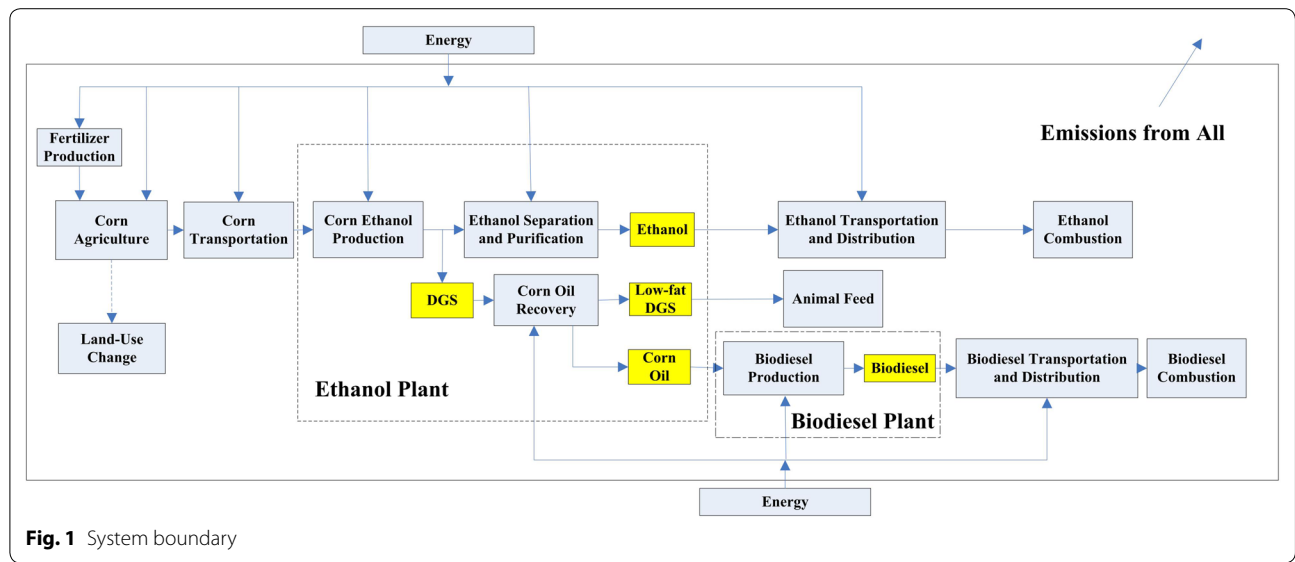 Energy
Emissions from All
Fertilizer
Production
Corn
Agriculture
Corn
Transportation
Corn Ethanol
Production
Ethanol Separation
and Purification
Ethanol
Ethanol Transportation
and Distribution
Ethanol
Combustion
DGS
Corn Oil
Recovery
Low-fat
DGS
Animal Feed
Land-Use
Change
Corn
Oil
Biodiesel
Production
Biodiesel
Biodiesel Transportation
and Distribution
Biodiesel
Combustion
Ethanol Plant
Biodiesel Plant
Energy
Fig. 1 System boundary